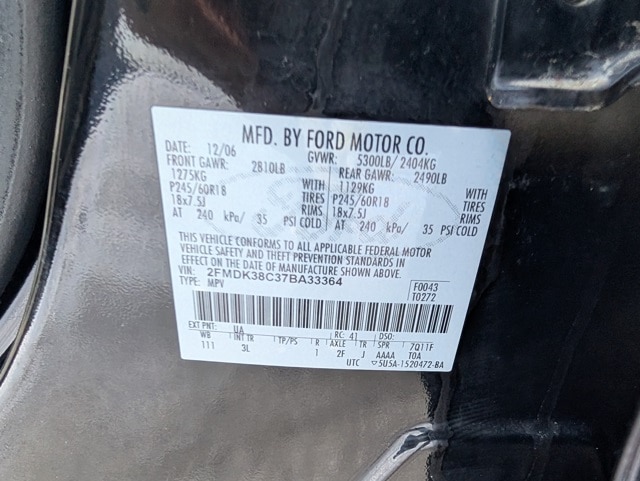 MFD. BY FORD MOTOR CO.
DATE: 12/06 GVWR: 5300LB/ 2404KG
FRONT GAWR: 2810LB REAR GAWR: 2490LB
1275KG WITH 1129KG WITH
P245/60R18 TIRES P245/60R18 TIRES
18x7.5J RIMS 18x7.5J RIMS
AT 240 kPa/ 35 PSI COLD AT 240 kPa/ 35 PSI COLD
THIS VEHICLE CONFORMS TO ALL APPLICABLE FEDERAL MOTOR
VEHICLE SAFETY AND THEFT PREVENTION STANDARDS IN
EFFECT ON THE DATE OF MANUFACTURE SHOWN ABOVE.
VIN: 2FMDK38C37BA33364 F0043
TYPE: MPV T0272
EXT PNT: UA RC: 41 DSO:
WB INT TR TP/PS R AXLE TR SPR 7Q11F
111 3L 1 2F J AAAA T0A
UTC ▽5U5A-1520472-BA